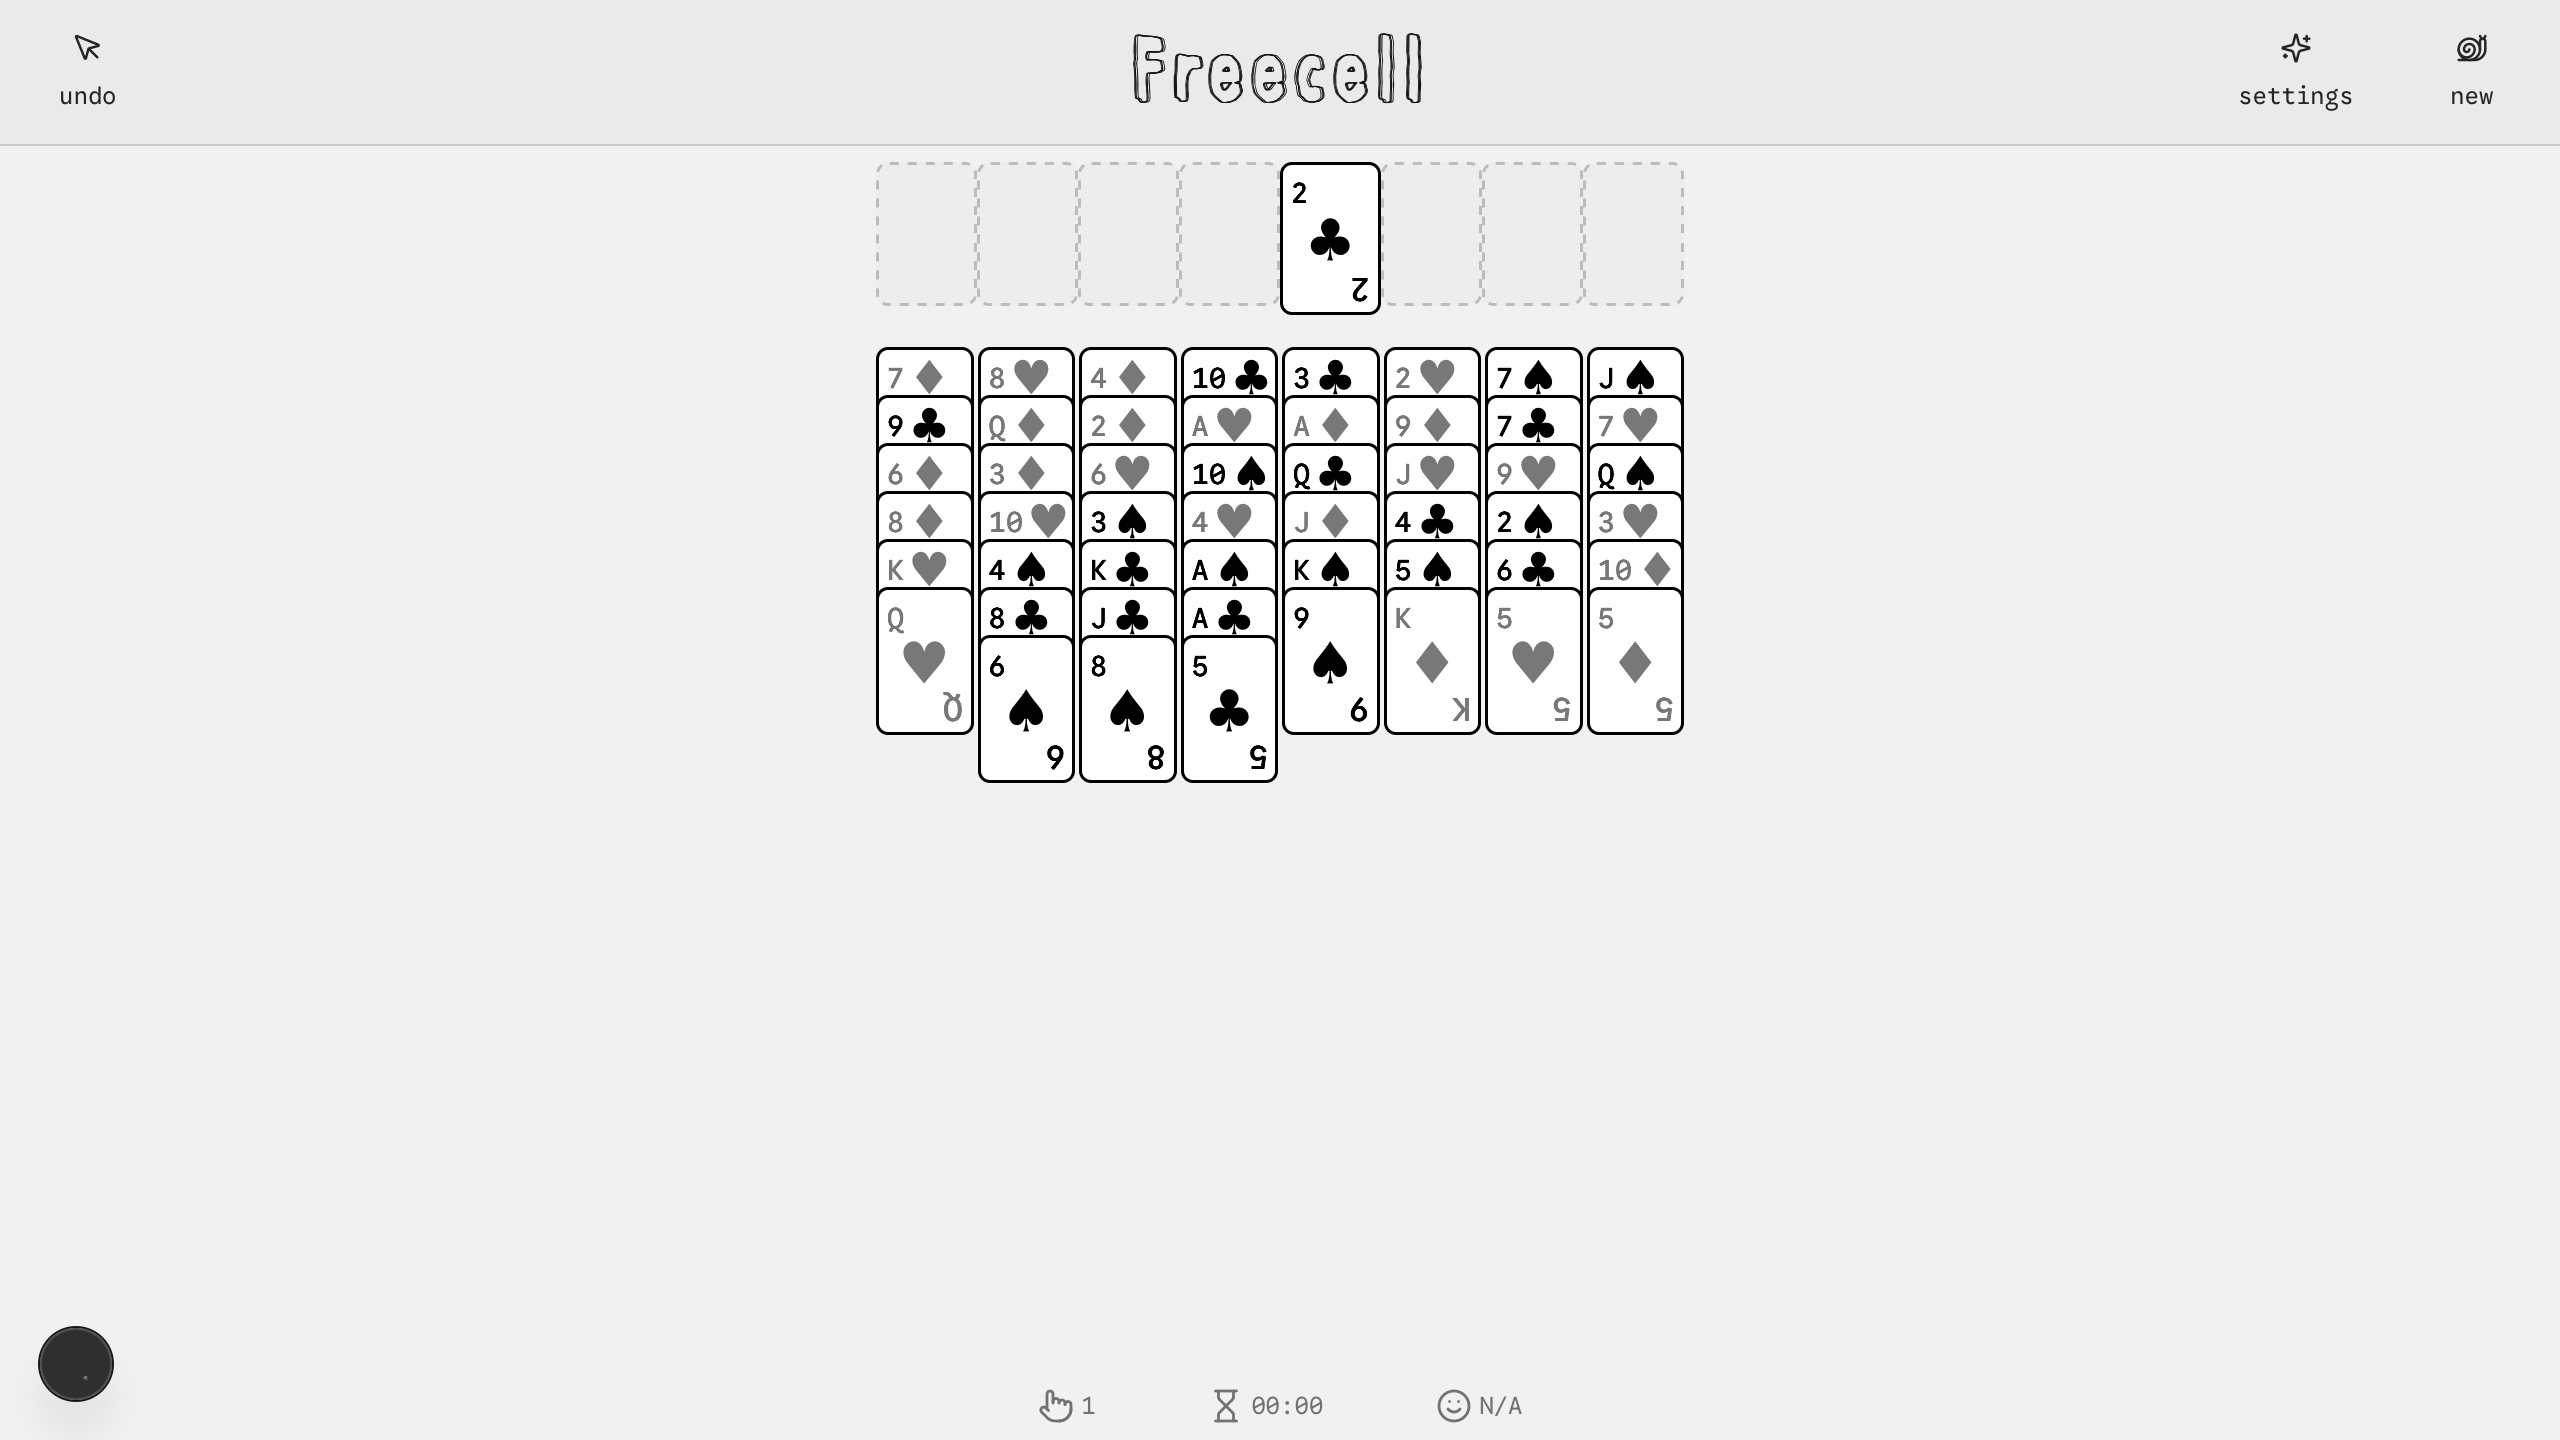 Freecell
undo
settings
new
2
2
7 8 4 10 3 2 7 J
9 Q 2 A A 9 7 7
6 3 6 10 Q J 9 Q
8 10 3 4 J 4 2 3
K 4 K A K 5 6 10
Q 8 J A 9 K 5 5
6 8 5
Q 9 K 5 5
6 8 5
1
00:00
N/A